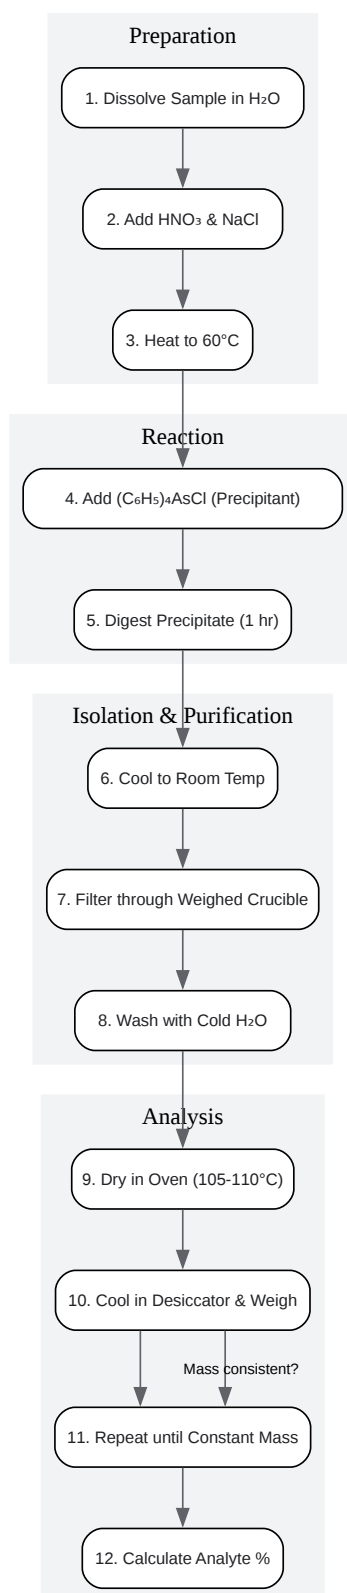 Preparation
1. Dissolve Sample in H₂O
2. Add HNO₃ & NaCl
3. Heat to 60°C
Reaction
4. Add (C₆H₅)₄AsCl (Precipitant)
5. Digest Precipitate (1 hr)
Isolation & Purification
6. Cool to Room Temp
7. Filter through Weighed Crucible
8. Wash with Cold H₂O
Analysis
9. Dry in Oven (105-110°C)
10. Cool in Desiccator & Weigh
Mass consistent?
11. Repeat until Constant Mass
12. Calculate Analyte %